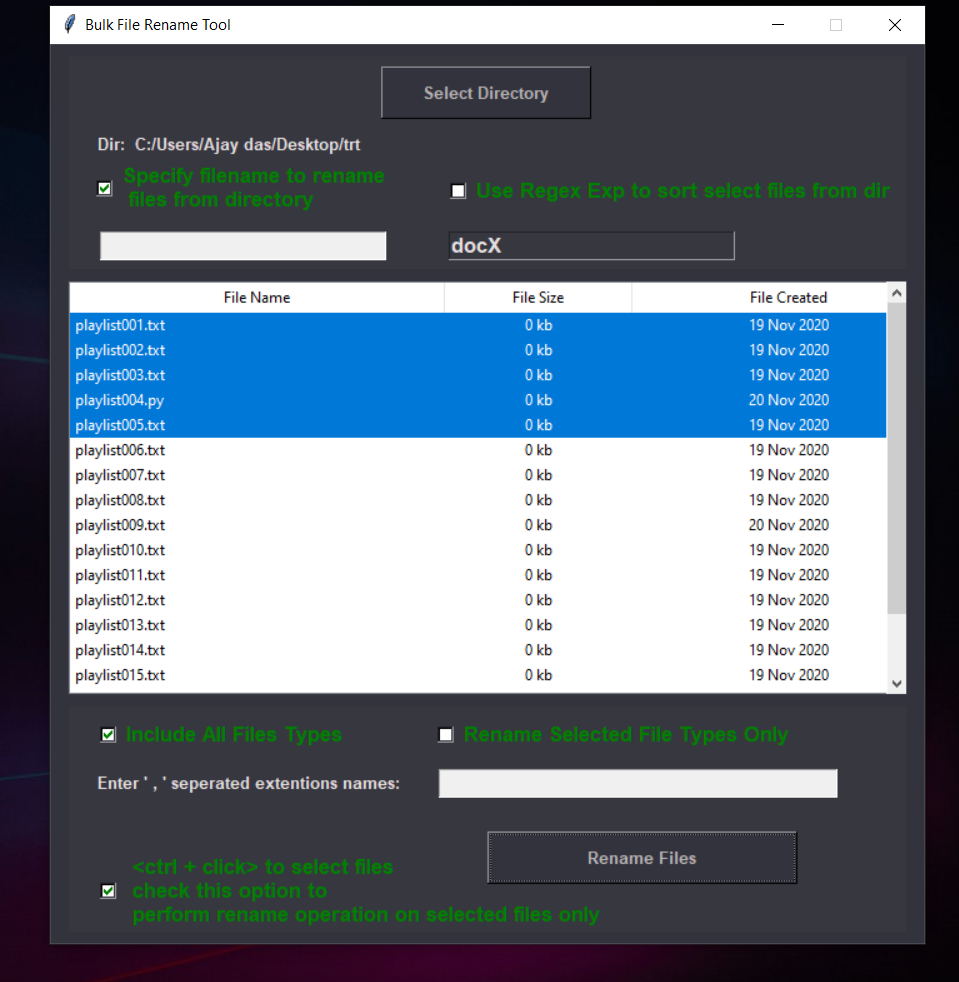 Bulk File Rename Tool
Select Directory
Dir:  C:/Users/Ajay das/Desktop/trt
Specify filename to rename
files from directory
Use Regex Exp to sort select files from dir
docX
File Name File Size File Created
playlist001.txt 0 kb 19 Nov 2020
playlist002.txt 0 kb 19 Nov 2020
playlist003.txt 0 kb 19 Nov 2020
playlist004.py 0 kb 20 Nov 2020
playlist005.txt 0 kb 19 Nov 2020
playlist006.txt 0 kb 19 Nov 2020
playlist007.txt 0 kb 19 Nov 2020
playlist008.txt 0 kb 19 Nov 2020
playlist009.txt 0 kb 20 Nov 2020
playlist010.txt 0 kb 19 Nov 2020
playlist011.txt 0 kb 19 Nov 2020
playlist012.txt 0 kb 19 Nov 2020
playlist013.txt 0 kb 19 Nov 2020
playlist014.txt 0 kb 19 Nov 2020
playlist015.txt 0 kb 19 Nov 2020
Include All Files Types
Rename Selected File Types Only
Enter ' , ' seperated extentions names:
Rename Files
<ctrl + click> to select files
check this option to
perform rename operation on selected files only